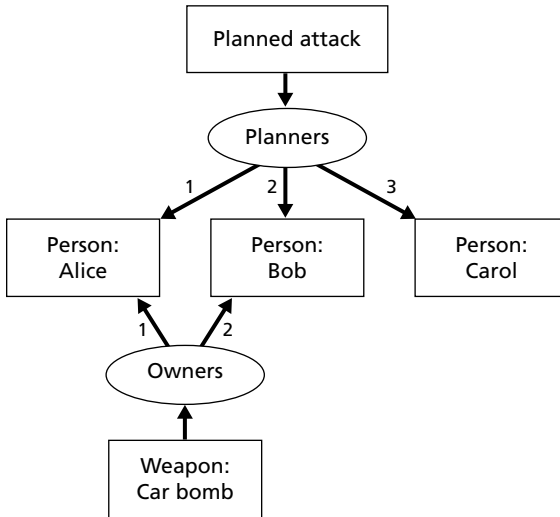 Planned attack
Planners
1
2
3
Person:
Alice
Person:
Bob
Person:
Carol
1
2
Owners
Weapon:
Car bomb